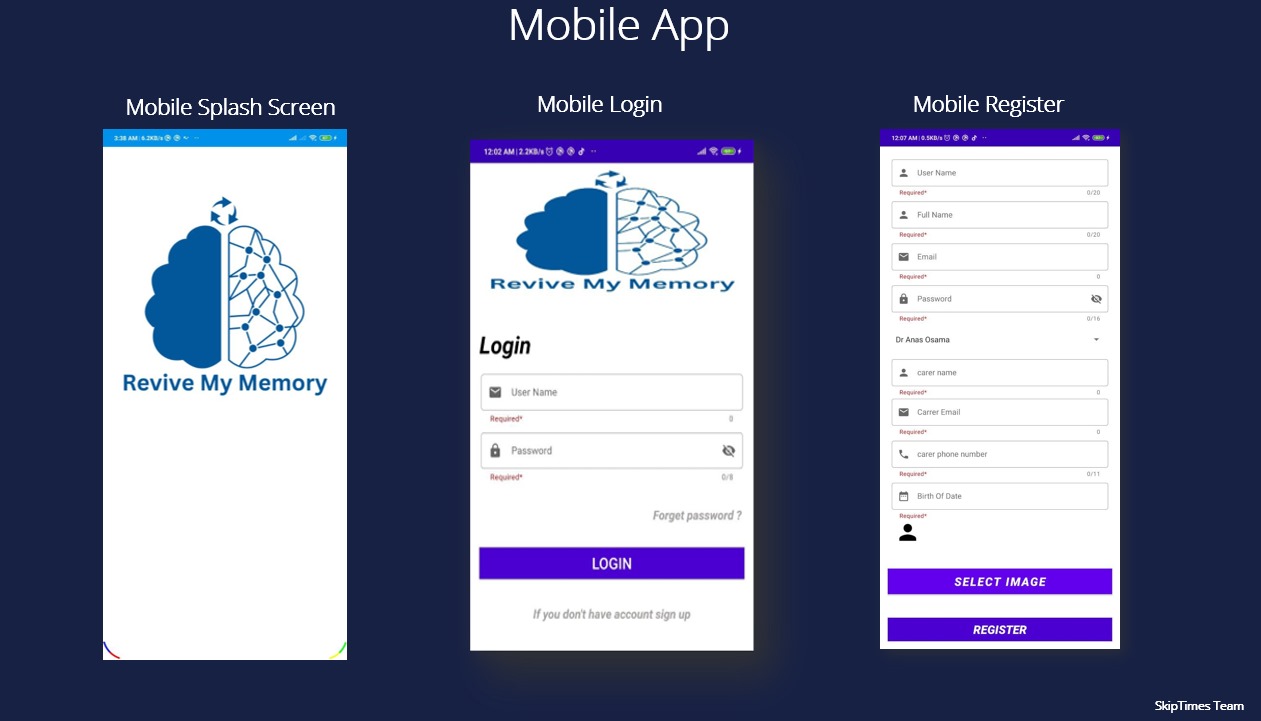 Mobile App
Mobile Splash Screen
3:38 AM | 6.2KB/s
Revive My Memory
Mobile Login
12:02 AM | 2.2KB/s
Revive My Memory
Login
User Name
Required*
Password
Required* 0/8
Forget password ?
LOGIN
If you don't have account sign up
Mobile Register
12:07 AM | 0.5KB/s
User Name
Required* 0/20
Full Name
Required* 0/20
Email
Required* 0
Password
Required* 0/16
Dr Anas Osama
carer name
Required* 0
Carrer Email
Required* 0
carer phone number
Required* 0/11
Birth Of Date
Required*
SELECT IMAGE
REGISTER
SkipTimes Team